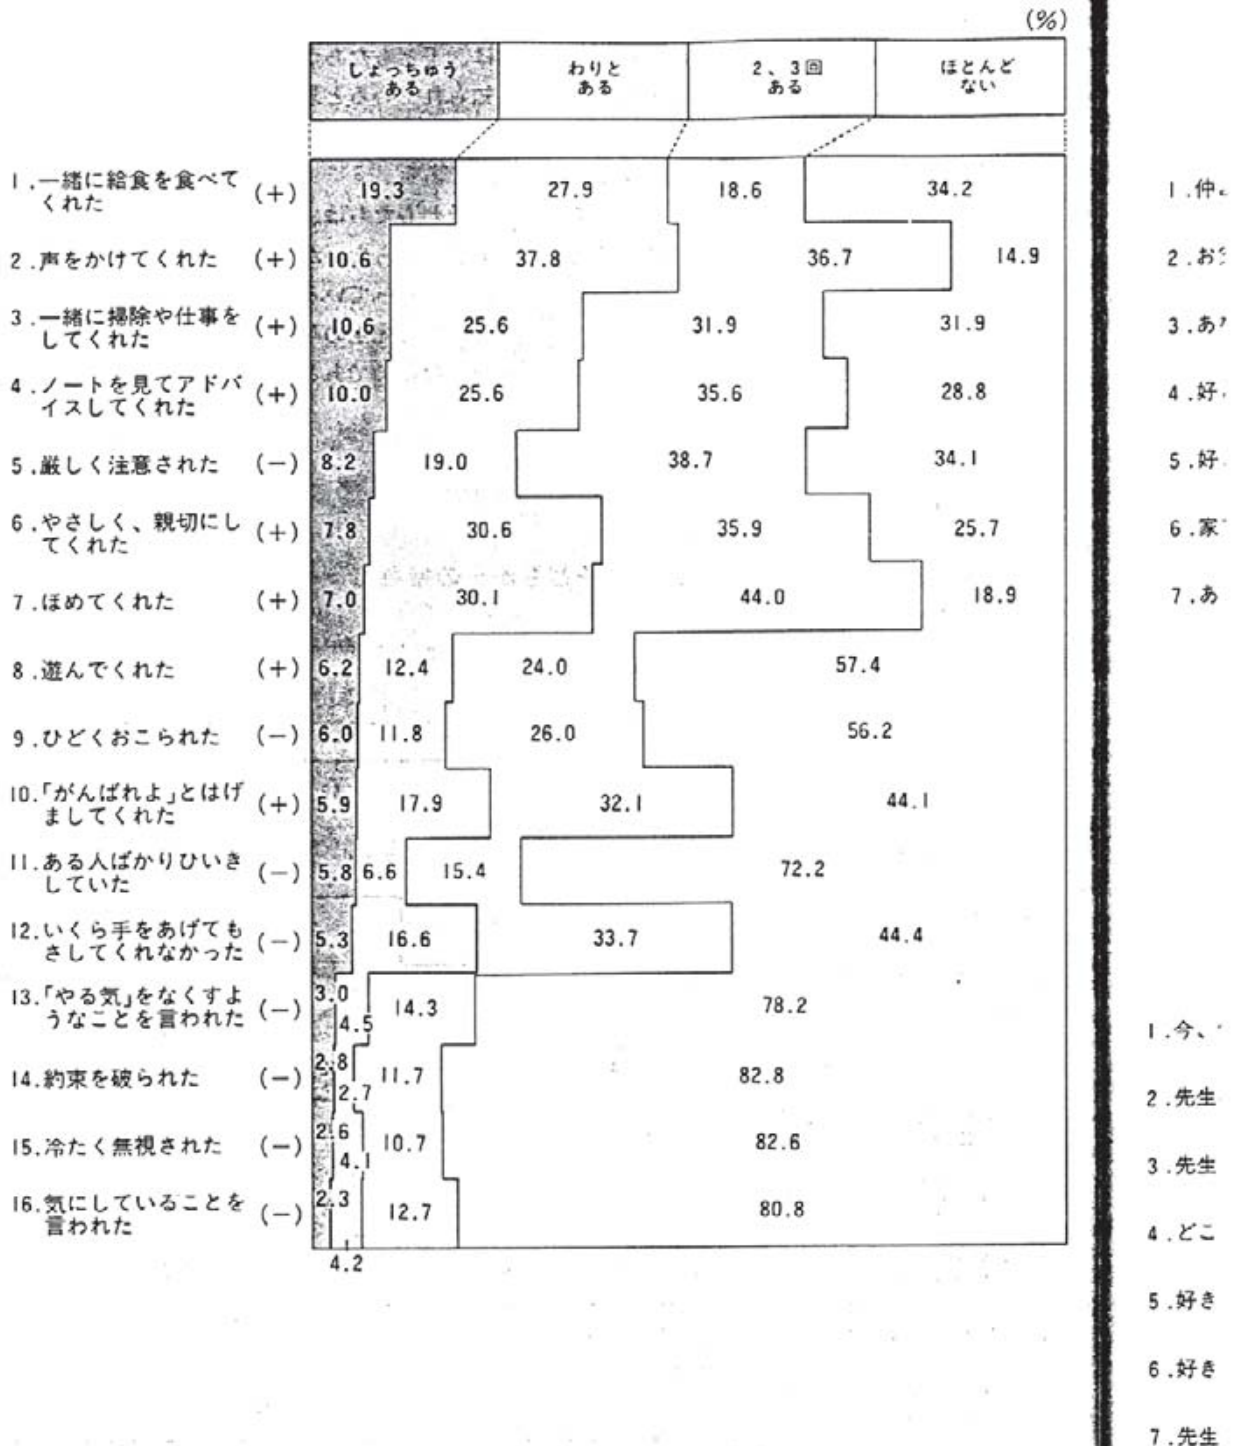 (%)
しょっちゅう
ある
わりと
ある
2、3回
ある
ほとんど
ない
1.一緒に給食を食べて
くれた
(+)
19.3 27.9 18.6 34.2
2.声をかけてくれた (+) 10.6 37.8 36.7 14.9
3.一緒に掃除や仕事を
してくれた
(+)
10.6 25.6 31.9 31.9
4.ノートを見てアドバ
イスしてくれた
(+)
10.0 25.6 35.6 28.8
5.厳しく注意された (−) 8.2 19.0 38.7 34.1
6.やさしく、親切にし
てくれた
(+)
7.8 30.6 35.9 25.7
7.ほめてくれた (+) 7.0 30.1 44.0 18.9
8.遊んでくれた (+) 6.2 12.4 24.0 57.4
9.ひどくおこられた (−) 6.0 11.8 26.0 56.2
10.「がんばれよ」とはげ
ましてくれた
(+)
5.9 17.9 32.1 44.1
11.ある人ばかりひいき
していた
(−)
5.8 6.6 15.4 72.2
12.いくら手をあげても
さしてくれなかった
(−)
5.3 16.6 33.7 44.4
13.「やる気」をなくすよ
うなことを言われた
(−)
3.0 4.5 14.3 78.2
14.約束を破られた (−) 2.8 2.7 11.7 82.8
15.冷たく無視された (−) 2.6 4.1 10.7 82.6
16.気にしていることを
言われた
(−)
2.3 4.2 12.7 80.8
1.仲
2.お
3.あ
4.好
5.好
6.家
7.あ
1.今、
2.先生
3.先生
4.どこ
5.好き
6.好き
7.先生